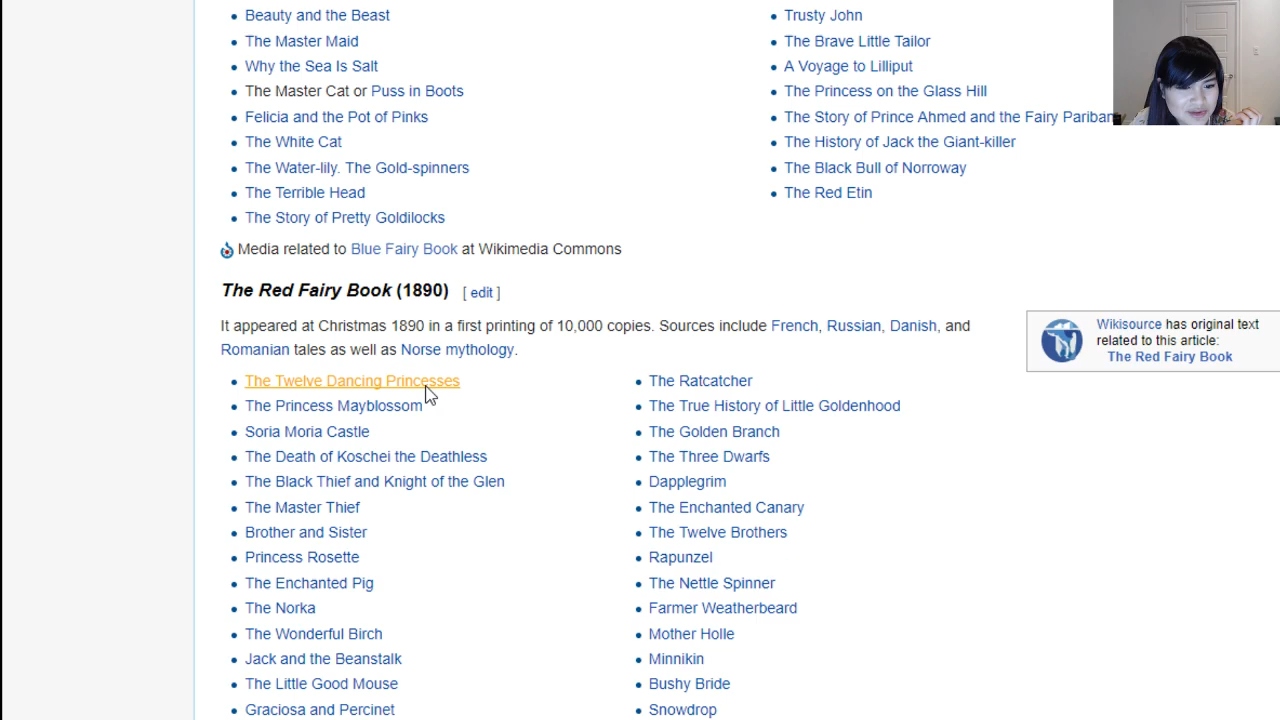 Beauty and the Beast
The Master Maid
Why the Sea Is Salt
The Master Cat or Puss in Boots
Felicia and the Pot of Pinks
The White Cat
The Water-lily. The Gold-spinners
The Terrible Head
The Story of Pretty Goldilocks
Trusty John
The Brave Little Tailor
A Voyage to Lilliput
The Princess on the Glass Hill
The Story of Prince Ahmed and the Fairy
The History of Jack the Giant-killer
The Black Bull of Norroway
The Red Etin
Media related to Blue Fairy Book at Wikimedia Commons
The Red Fairy Book (1890) [ edit ]
It appeared at Christmas 1890 in a first printing of 10,000 copies. Sources include French, Russian, Danish, and
Romanian tales as well as Norse mythology.
Wikisource has original text
related to this article:
The Red Fairy Book
The Twelve Dancing Princesses
The Princess Mayblossom
Soria Moria Castle
The Death of Koschei the Deathless
The Black Thief and Knight of the Glen
The Master Thief
Brother and Sister
Princess Rosette
The Enchanted Pig
The Norka
The Wonderful Birch
Jack and the Beanstalk
The Little Good Mouse
Graciosa and Percinet
The Ratcatcher
The True History of Little Goldenhood
The Golden Branch
The Three Dwarfs
Dapplegrim
The Enchanted Canary
The Twelve Brothers
Rapunzel
The Nettle Spinner
Farmer Weatherbeard
Mother Holle
Minnikin
Bushy Bride
Snowdrop